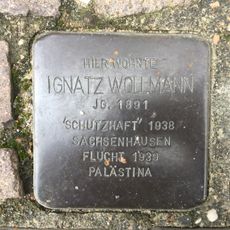 HIER WOHNTE
IGNATZ WOLLMANN
JG. 1891
'SCHUTZHAFT' 1938
SACHSENHAUSEN
FLUCHT 1939
PALÄSTINA